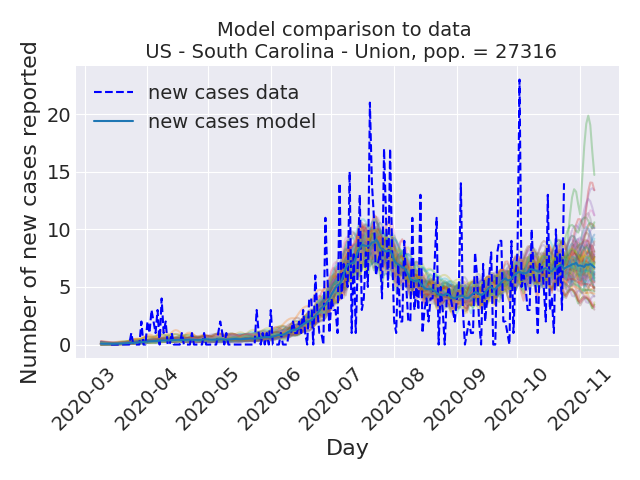 Model comparison to data
US - South Carolina - Union, pop. = 27316
Number of new cases reported
new cases data
new cases model
20
15
10
5
0
2020-03
2020-04
2020-05
2020-06
2020-07
2020-08
2020-09
2020-10
2020-11
Day